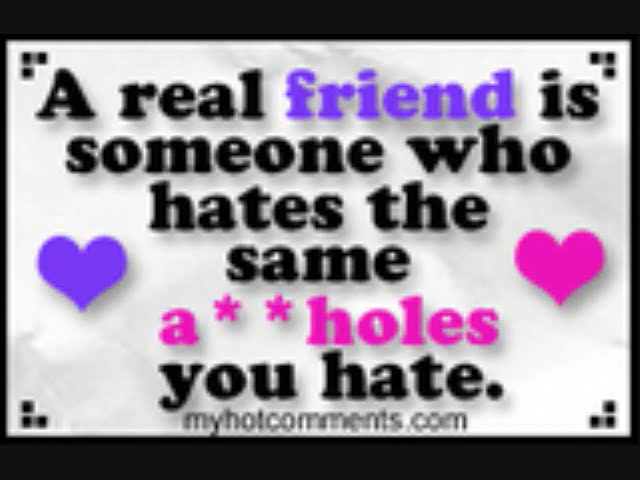 A real friend is
someone who
hates the
same
a**holes
you hate.
myhotcomments.com